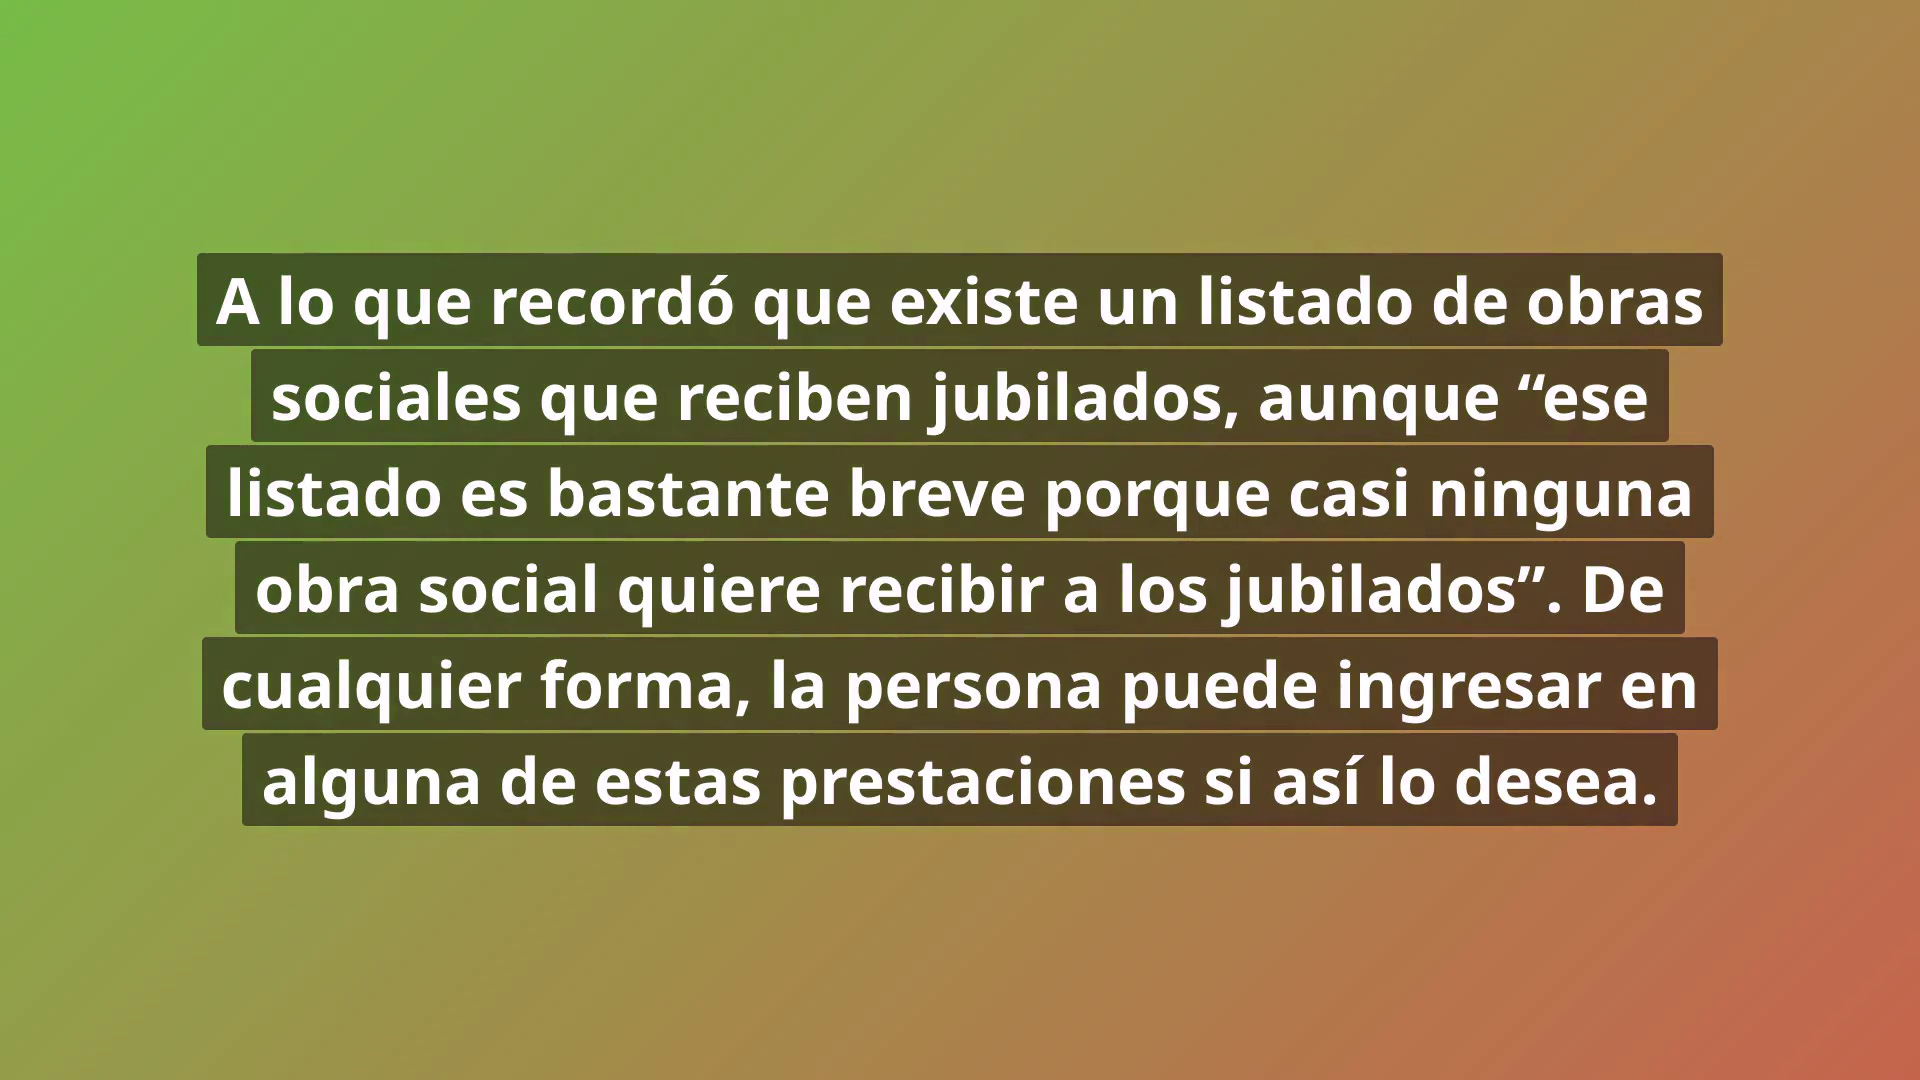 A lo que recordó que existe un listado de obras
sociales que reciben jubilados, aunque “ese
listado es bastante breve porque casi ninguna
obra social quiere recibir a los jubilados”. De
cualquier forma, la persona puede ingresar en
alguna de estas prestaciones si así lo desea.